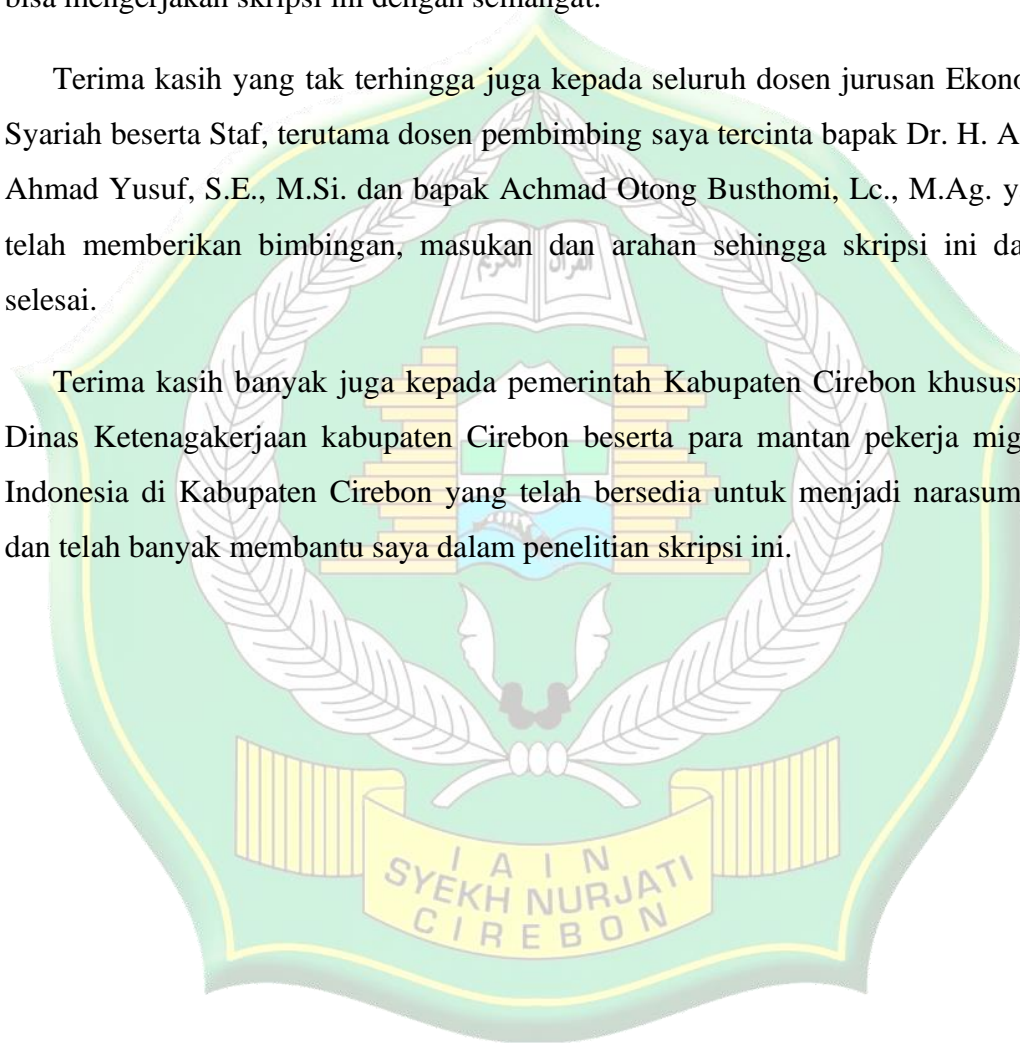 bisa mengerjakan skripsi ini dengan semangat.
Terima kasih yang tak terhingga juga kepada seluruh dosen jurusan Ekono
Syariah beserta Staf, terutama dosen pembimbing saya tercinta bapak Dr. H. A
Ahmad Yusuf, S.E., M.Si. dan bapak Achmad Otong Busthomi, Lc., M.Ag. y
telah memberikan bimbingan, masukan dan arahan sehingga skripsi ini da
selesai.
القرآن الكريم
Terima kasih banyak juga kepada pemerintah Kabupaten Cirebon khusus
Dinas Ketenagakerjaan kabupaten Cirebon beserta para mantan pekerja mig
Indonesia di Kabupaten Cirebon yang telah bersedia untuk menjadi narasum
dan telah banyak membantu saya dalam penelitian skripsi ini.
IAIN
SYEKH NURJATI
CIREBON